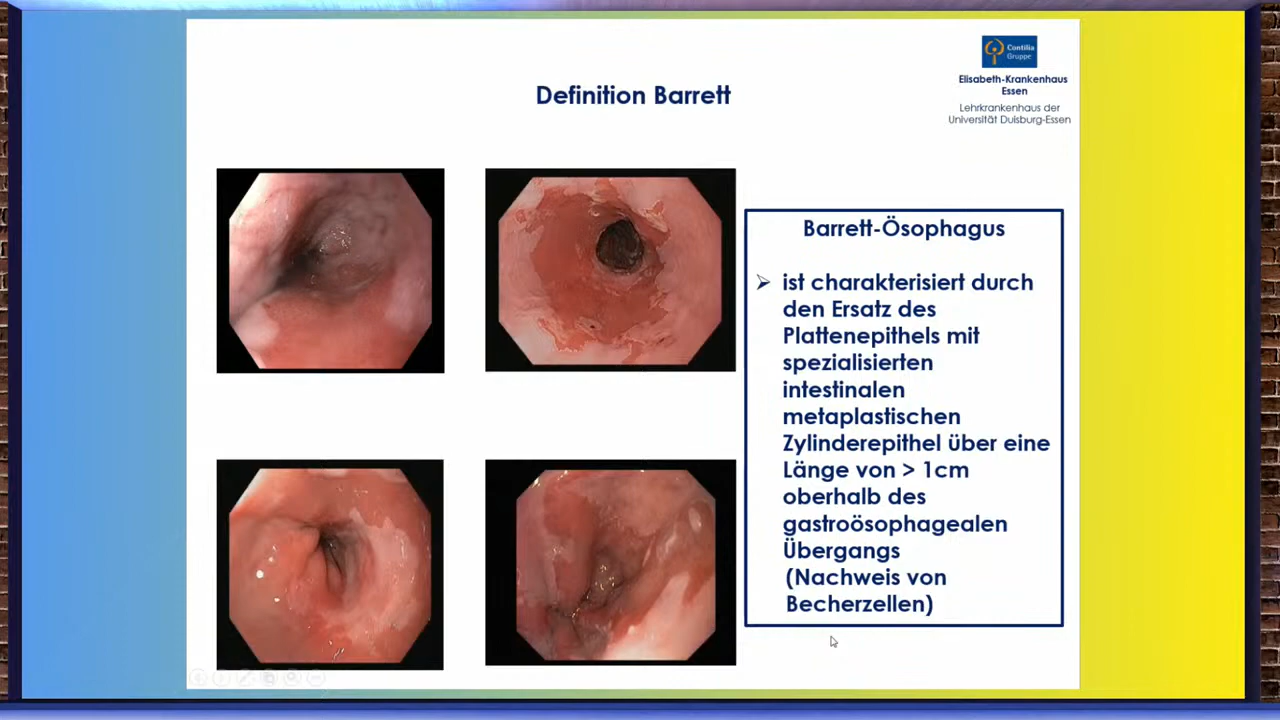 Contilia
Gruppe
Elisabeth-Krankenhaus
Essen
Lehrkrankenhaus der
Universität Duisburg-Essen
Definition Barrett
Barrett-Ösophagus
ist charakterisiert durch
den Ersatz des
Plattenepithels mit
spezialisierten
intestinalen
metaplastischen
Zylinderepithel über eine
Länge von > 1cm
oberhalb des
gastroösophagealen
Übergangs
(Nachweis von
Becherzellen)